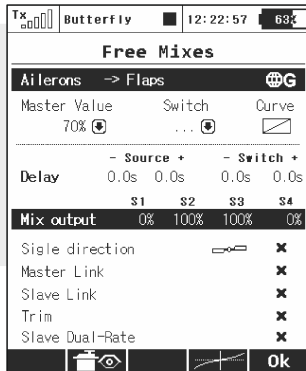 Tx Butterfly 12:22:57 63%
Free Mixes
Ailerons -> Flaps G
Master Value Switch Curve
70% ...
- Source + - Switch +
Delay 0.0s 0.0s 0.0s 0.0s
S1 S2 S3 S4
Mix output 0% 100% 100% 0%
Sigle direction
Master Link
Slave Link
Trim
Slave Dual-Rate
Ok